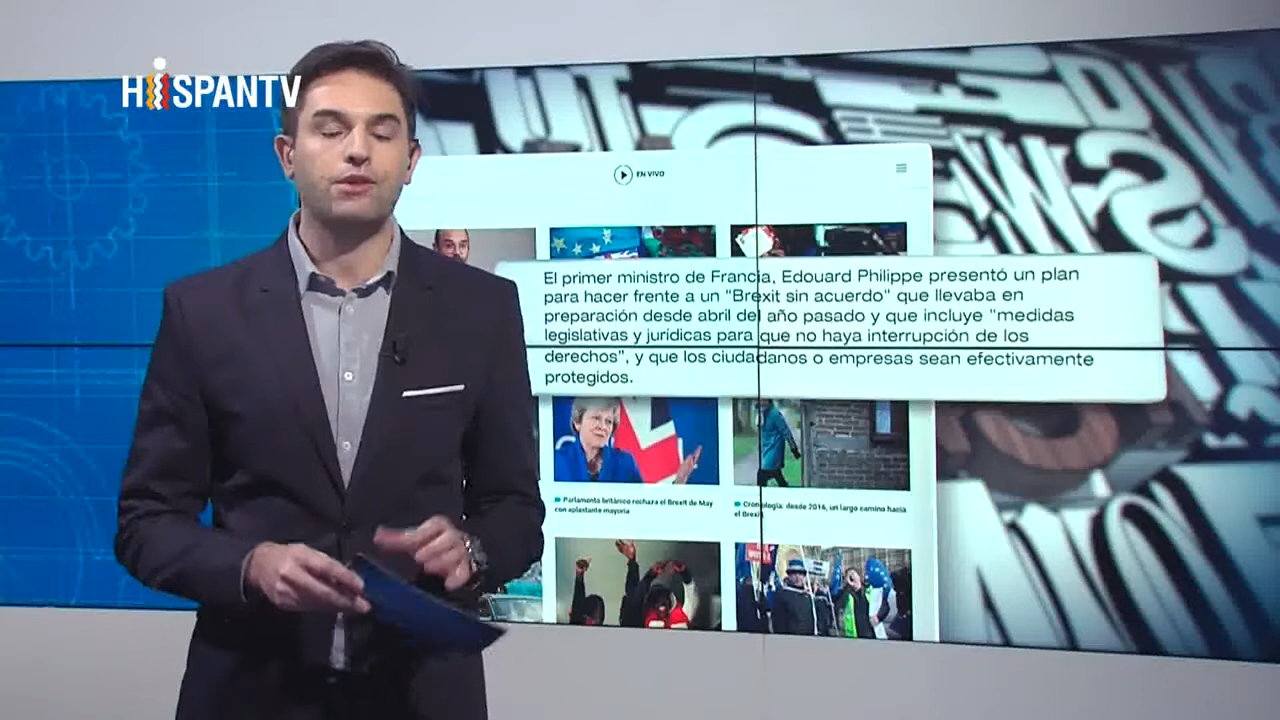 HISPANTV
EN VIVO
El primer ministro de Francia, Edouard Philippe presentó un plan
para hacer frente a un "Brexit sin acuerdo" que llevaba en
preparación desde abril del año pasado y que incluye "medidas
legislativas y jurídicas para que no haya interrupción de los
derechos", y que los ciudadanos o empresas sean efectivamente
protegidos.
Parlamento británico rechaza el Brexit de May
con aplastante mayoría
Cronología: desde 2016, un largo camino hacia
el Brexit